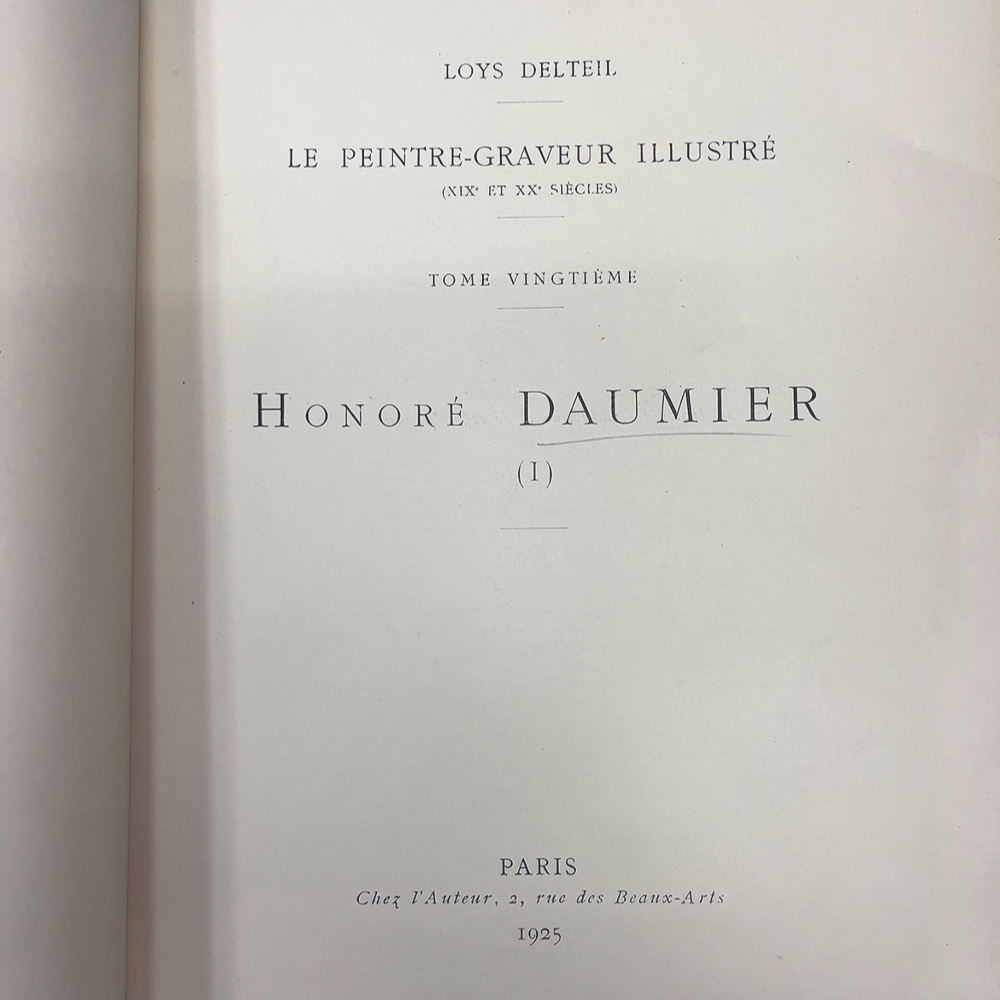 LOYS DELTEIL
LE PEINTRE-GRAVEUR ILLUSTRÉ
(XIXᵉ ET XXᵉ SIÈCLES)
TOME VINGTIÈME
HONORÉ DAUMIER
(I)
PARIS
Chez l'Auteur, 2, rue des Beaux-Arts
1925